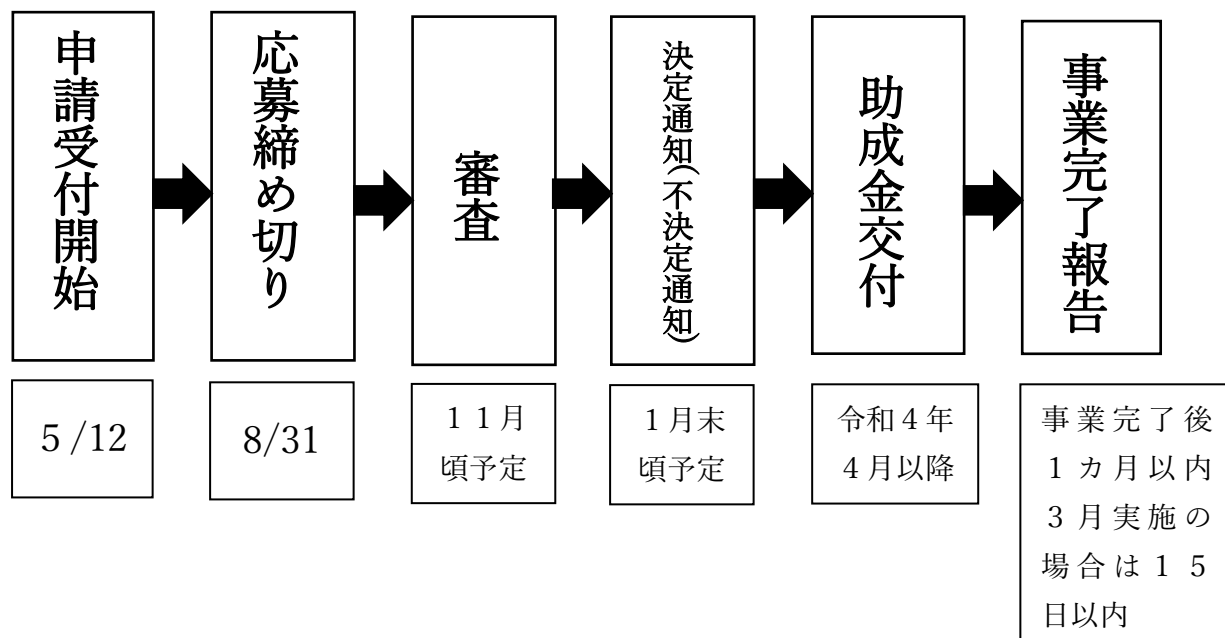 申請受付開始
応募締め切り
審査
決定通知(不決定通知)
助成金交付
事業完了報告
5/12
8/31
11月
頃予定
1月末
頃予定
令和4年
4月以降
事業完了後
1カ月以内
3月実施の
場合は15
日以内